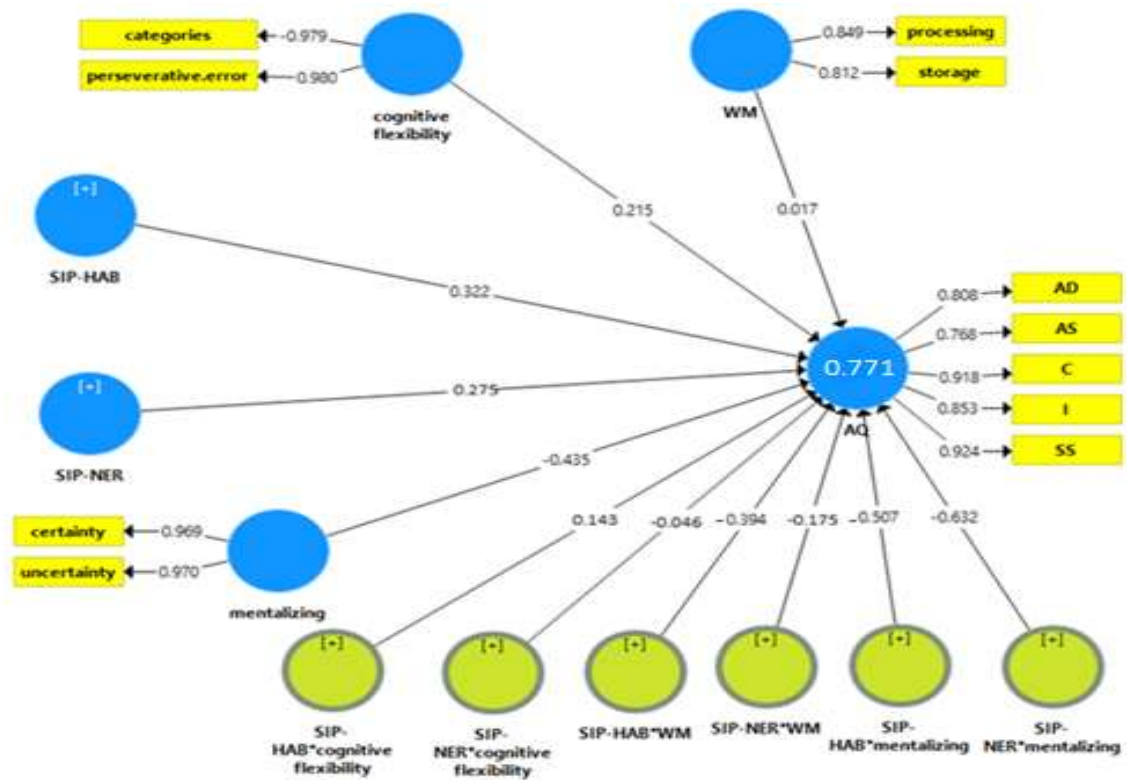 categories
-0.979
0.849
processing
perseverative.error
0.980
0.812
storage
cognitive
flexibility
WM
[+]
0.215
0.017
SIP-HAB
0.322
0.808
AD
0.768
AS
[+]
0.275
0.771
0.918
C
0.853
I
AQ
0.924
SS
SIP-NER
-0.435
certainty
0.969
0.143
-0.046
-0.394
-0.175
-0.507
-0.632
uncertainty
0.970
mentalizing
[+]
[+]
[+]
[+]
[+]
[+]
SIP-
HAB*cognitive
flexibility
SIP-
NER*cognitive
flexibility
SIP-HAB*WM
SIP-NER*WM
SIP-
HAB*mentalizing
SIP-
NER*mentalizing